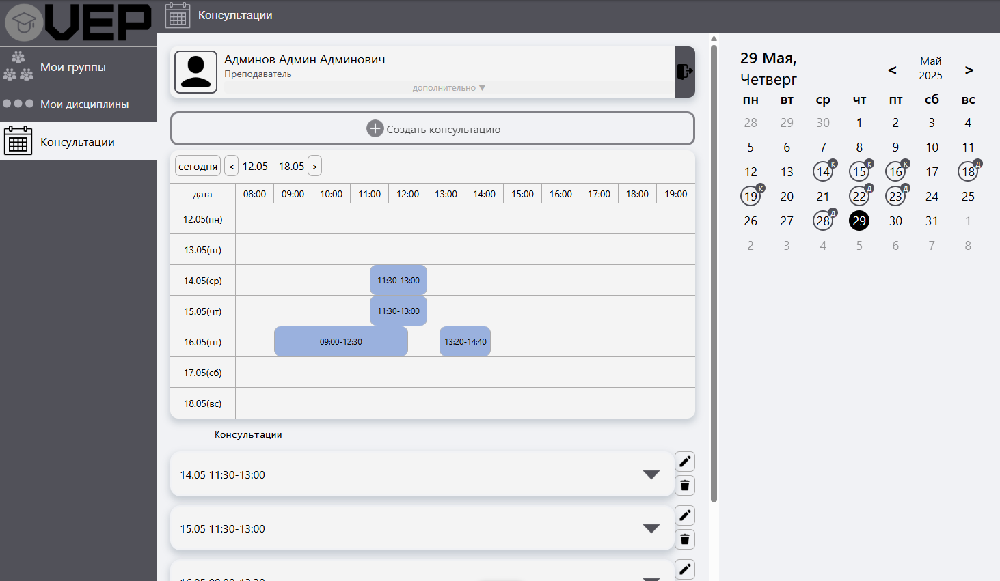 VEP
Мои группы
Мои дисциплины
Консультации
Консультации
Админов Админ Админович
Преподаватель
дополнительно ▼
Создать консультацию
сегодня < 12.05 - 18.05 >
дата 08:00 09:00 10:00 11:00 12:00 13:00 14:00 15:00 16:00 17:00 18:00 19:00
12.05(пн)
13.05(вт)
14.05(ср) 11:30-13:00
15.05(чт) 11:30-13:00
16.05(пт) 09:00-12:30 13:20-14:40
17.05(сб)
18.05(вс)
Консультации
14.05 11:30-13:00
15.05 11:30-13:00
16.05 09:00-12:30
29 Мая,
Четверг
< Май >
2025
пн вт ср чт пт сб вс
28 29 30 1 2 3 4
5 6 7 8 9 10 11
12 13 14 К 15 К 16 К 17 18 Д
19 К 20 21 22 Д 23 Д 24 25
26 27 28 Д 29 30 31 1
2 3 4 5 6 7 8